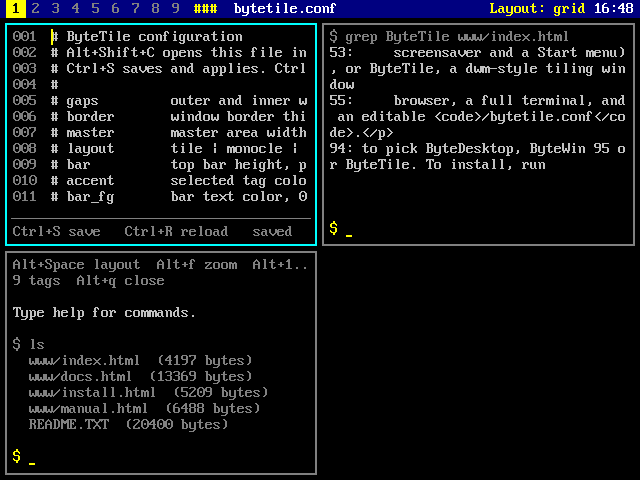 1 2 3 4 5 6 7 8 9 ### bytetile.conf Layout: grid 16:48
001 # ByteTile configuration
002 # Alt+Shift+C opens this file in
003 # Ctrl+S saves and applies. Ctrl
004 #
005 # gaps outer and inner w
006 # border window border thi
007 # master master area width
008 # layout tile | monocle |
009 # bar top bar height, p
010 # accent selected tag colo
011 # bar_fg bar text color, 0
Ctrl+S save Ctrl+R reload saved
$ grep ByteTile www/index.html
53: screensaver and a Start menu)
, or ByteTile, a dwm-style tiling win
dow
55: browser, a full terminal, and
an editable <code>/bytetile.conf</co
de>.</p>
94: to pick ByteDesktop, ByteWin 95 o
r ByteTile. To install, run
$ _
Alt+Space layout Alt+f zoom Alt+1..
9 tags Alt+q close
Type help for commands.
$ ls
www/index.html (4197 bytes)
www/docs.html (13369 bytes)
www/install.html (5209 bytes)
www/manual.html (6488 bytes)
README.TXT (20400 bytes)
$ _